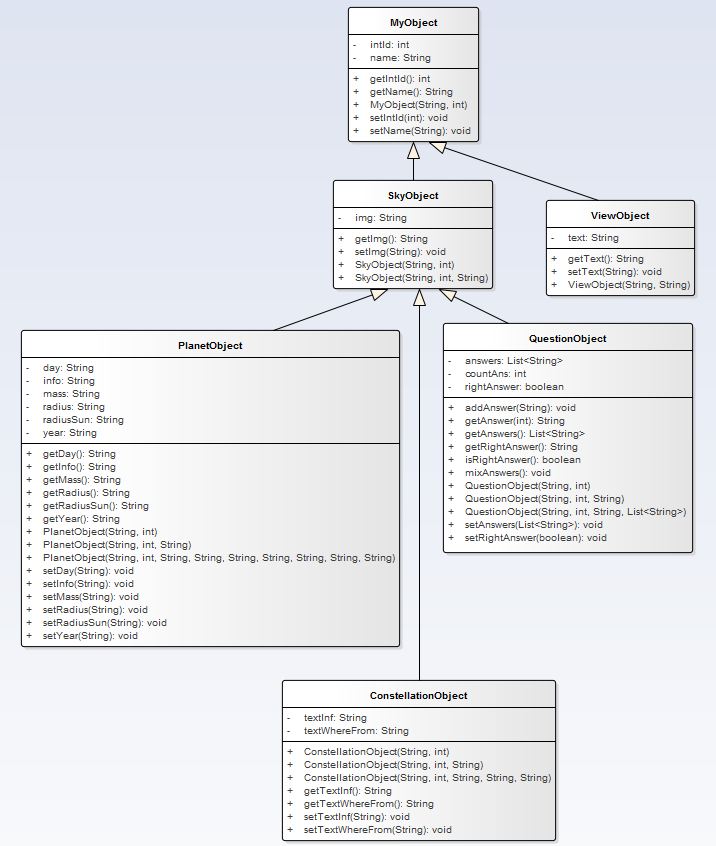 MyObject
- intId: int
- name: String
+ getIntId(): int
+ getName(): String
+ MyObject(String, int)
+ setIntId(int): void
+ setName(String): void
SkyObject
- img: String
+ getImg(): String
+ setImg(String): void
+ SkyObject(String, int)
+ SkyObject(String, int, String)
ViewObject
- text: String
+ getText(): String
+ setText(String): void
+ ViewObject(String, String)
PlanetObject
- day: String
- info: String
- mass: String
- radius: String
- radiusSun: String
- year: String
+ getDay(): String
+ getInfo(): String
+ getMass(): String
+ getRadius(): String
+ getRadiusSun(): String
+ getYear(): String
+ PlanetObject(String, int)
+ PlanetObject(String, int, String)
+ PlanetObject(String, int, String, String, String, String, String, String, String)
+ setDay(String): void
+ setInfo(String): void
+ setMass(String): void
+ setRadius(String): void
+ setRadiusSun(String): void
+ setYear(String): void
QuestionObject
- answers: List<String>
- countAns: int
- rightAnswer: boolean
+ addAnswer(String): void
+ getAnswer(int): String
+ getAnswers(): List<String>
+ getRightAnswer(): String
+ isRightAnswer(): boolean
+ mixAnswers(): void
+ QuestionObject(String, int)
+ QuestionObject(String, int, String)
+ QuestionObject(String, int, String, List<String>)
+ setAnswers(List<String>): void
+ setRightAnswer(boolean): void
ConstellationObject
- textInf: String
- textWhereFrom: String
+ ConstellationObject(String, int)
+ ConstellationObject(String, int, String)
+ ConstellationObject(String, int, String, String, String)
+ getTextInf(): String
+ getTextWhereFrom(): String
+ setTextInf(String): void
+ setTextWhereFrom(String): void